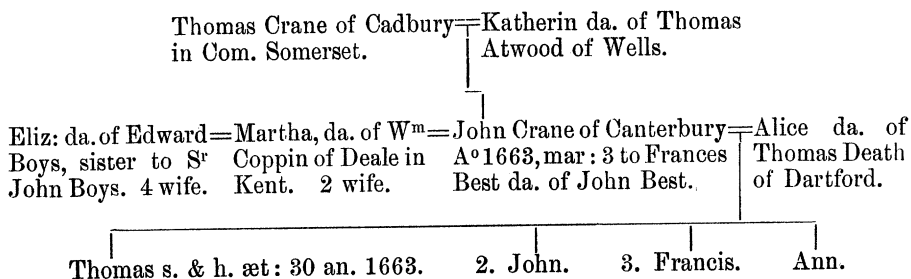 Thomas Crane of Cadbury=Katherin da. of Thomas
in Com. Somerset. Atwood of Wells.
Eliz: da. of Edward=Martha, da. of Wᵐ=John Crane of Canterbury=Alice da. of
Boys, sister to Sʳ Coppin of Deale in Aᵒ 1663, mar: 3 to Frances Thomas Death
John Boys. 4 wife. Kent. 2 wife. Best da. of John Best. of Dartford.
Thomas s. & h. æt: 30 an. 1663. 2. John. 3. Francis. Ann.